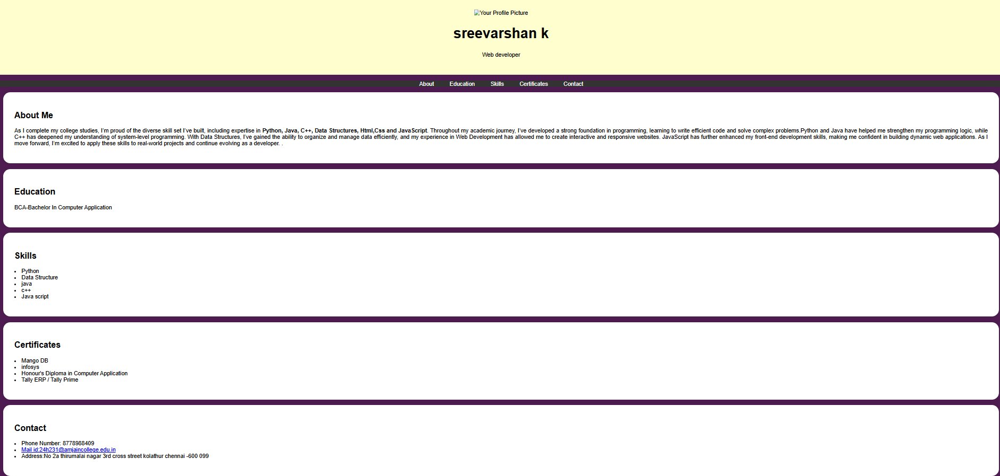 Your Profile Picture
sreevarshan k
Web developer
About Education Skills Certificates Contact
About Me
As I complete my college studies, I'm proud of the diverse skill set I've built, including expertise in Python, Java, C++, Data Structures, Html,Css and JavaScript. Throughout my academic journey, I've developed a strong foundation in programming, learning to write efficient code and solve complex problems.Python and Java have helped me strengthen my programming logic, while
C++ has deepened my understanding of system-level programming. With Data Structures, I've gained the ability to organize and manage data efficiently, and my experience in Web Development has allowed me to create interactive and responsive websites. JavaScript has further enhanced my front-end development skills, making me confident in building dynamic web applications. As I
move forward, I'm excited to apply these skills to real-world projects and continue evolving as a developer. .
Education
BCA-Bachelor In Computer Application
Skills
• Python
• Data Structure
• java
• c++
• Java script
Certificates
• Mango DB
• infosys
• Honour's Diploma in Computer Application
• Tally ERP / Tally Prime
Contact
• Phone Number: 8778988409
• Mail id:24h231@amjaincollege.edu.in
• Address:No 2a thirumalai nagar 3rd cross street kolathur chennai -600 099